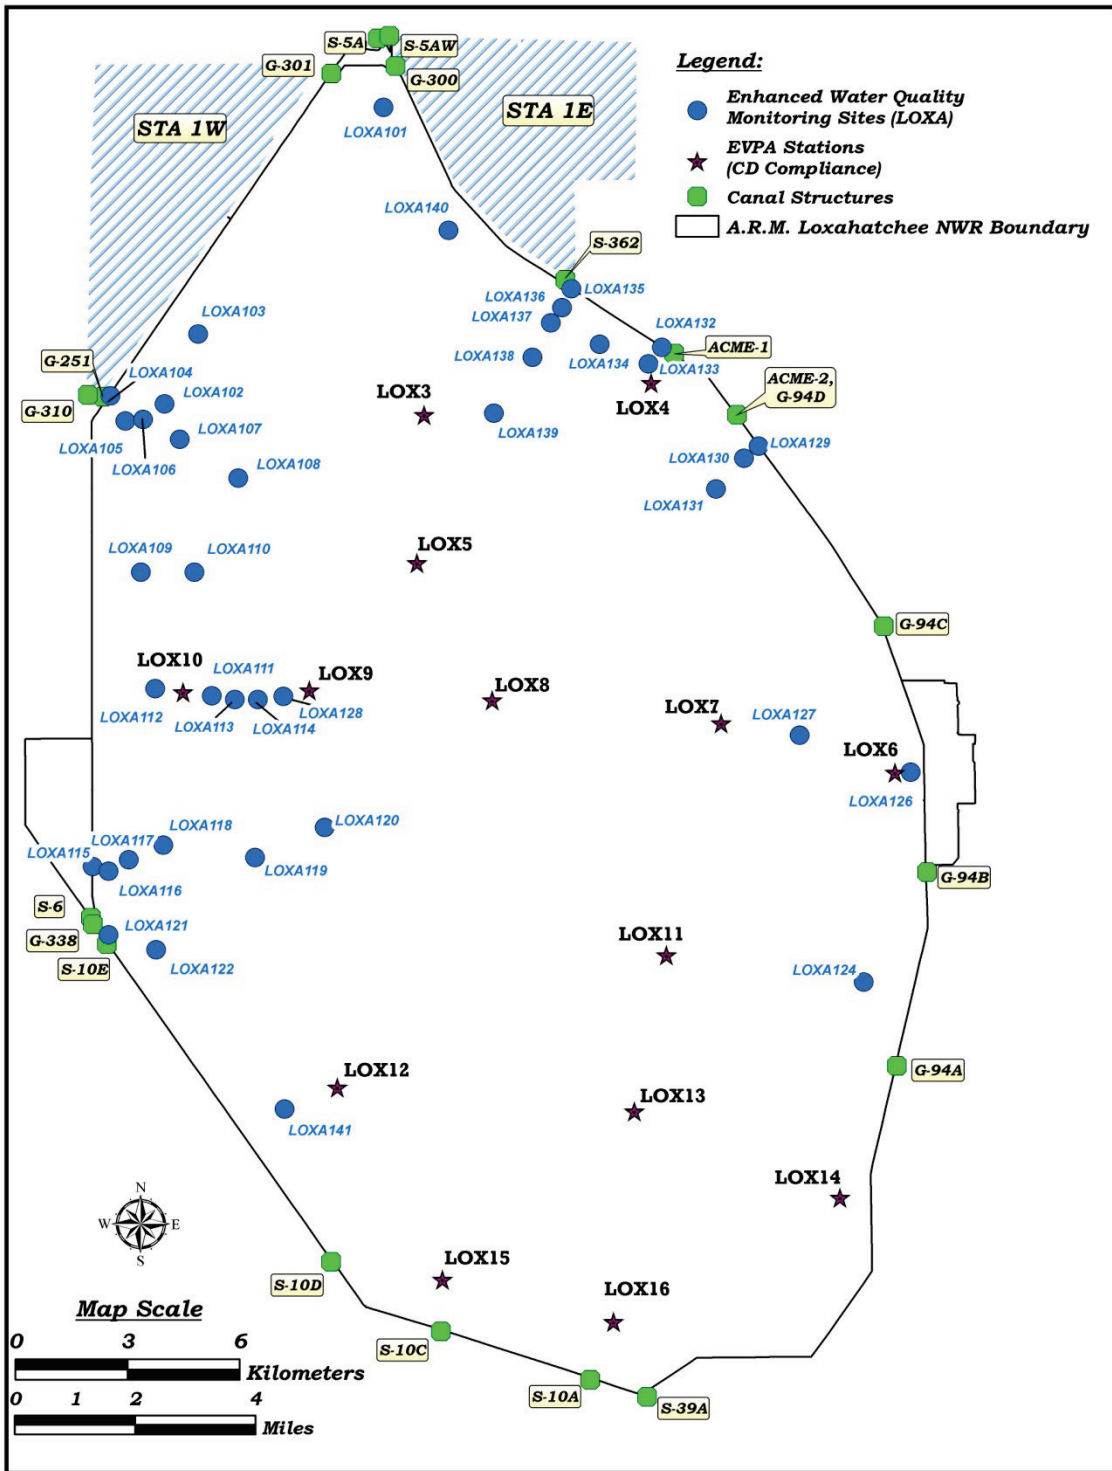 S-5A
S-5AW
G-301
G-300
STA 1W
STA 1E
LOXA101
Legend:
Enhanced Water Quality
Monitoring Sites (LOXA)
EVPA Stations
(CD Compliance)
Canal Structures
A.R.M. Loxahatchee NWR Boundary
LOXA140
S-362
LOXA135
LOXA136
LOXA137
LOXA103
LOXA132
ACME-1
LOXA138
LOXA134
LOXA133
G-251
LOXA104
LOXA102
G-310
LOX3
LOX4
ACME-2,
G-94D
LOXA139
LOXA105
LOXA107
LOXA106
LOXA129
LOXA130
LOXA108
LOXA131
LOXA109
LOXA110
LOX5
G-94C
LOX10
LOXA111
LOX9
LOX8
LOX7
LOXA127
LOXA112
LOXA113
LOXA114
LOXA128
LOX6
LOXA126
LOXA118
LOXA120
LOXA117
LOXA115
LOXA119
LOXA116
G-94B
S-6
LOXA121
G-338
S-10E
LOXA122
LOX11
LOXA124
G-94A
LOX12
LOX13
LOXA141
LOX14
N
W
E
S
S-10D
LOX15
LOX16
Map Scale
0 3 6
Kilometers
0 1 2 4
Miles
S-10C
S-10A
S-39A